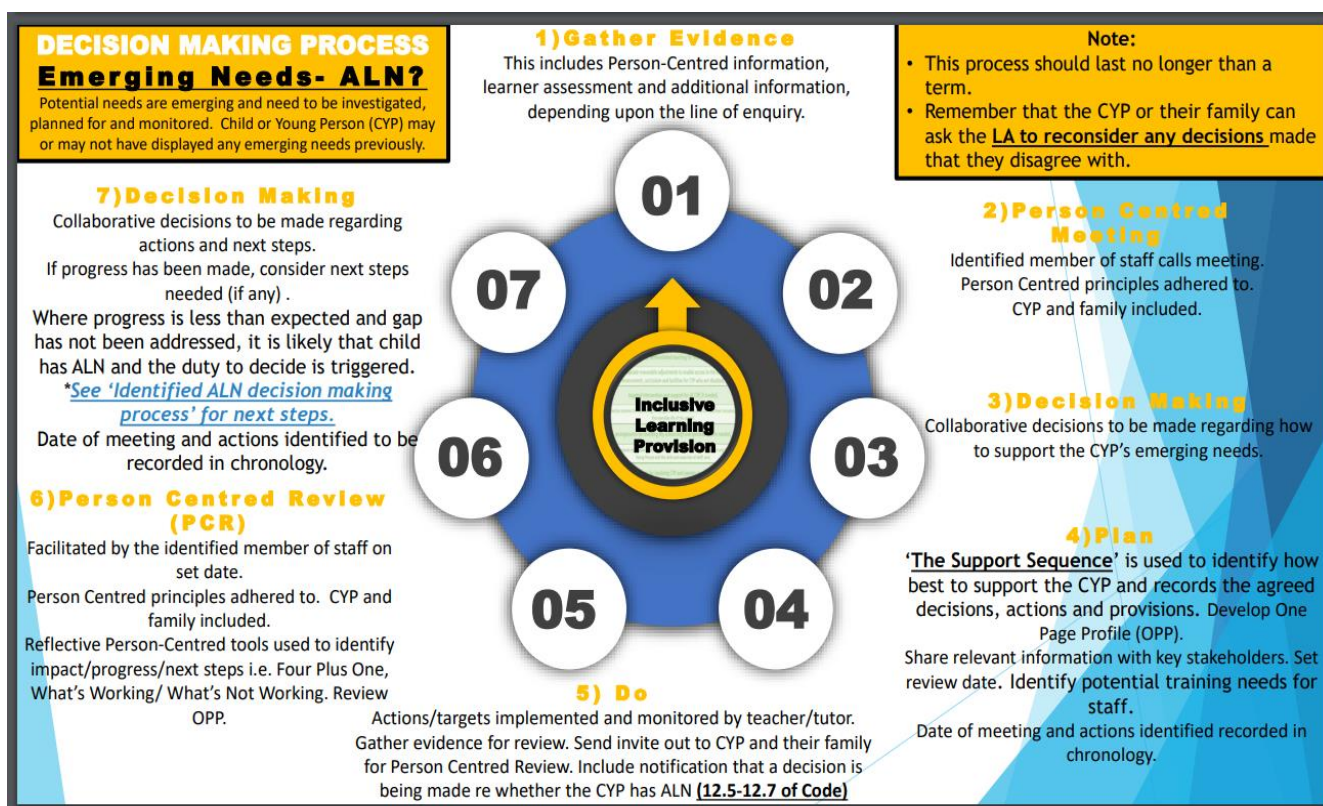 DECISION MAKING PROCESS
Emerging Needs- ALN?
Potential needs are emerging and need to be investigated,
planned for and monitored. Child or Young Person (CYP) may
or may not have displayed any emerging needs previously.
1)Gather Evidence
This includes Person-Centred information,
learner assessment and additional information,
depending upon the line of enquiry.
Note:
• This process should last no longer than a
term.
• Remember that the CYP or their family can
ask the LA to reconsider any decisions made
that they disagree with.
2)Person Centred
Meeting
Identified member of staff calls meeting.
Person Centred principles adhered to.
CYP and family included.
3)Decision Making
Collaborative decisions to be made regarding how
to support the CYP's emerging needs.
4)Plan
'The Support Sequence' is used to identify how
best to support the CYP and records the agreed
decisions, actions and provisions. Develop One
Page Profile (OPP).
Share relevant information with key stakeholders. Set
review date. Identify potential training needs for
staff.
Date of meeting and actions identified recorded in
chronology.
5) Do
Actions/targets implemented and monitored by teacher/tutor.
Gather evidence for review. Send invite out to CYP and their family
for Person Centred Review. Include notification that a decision is
being made re whether the CYP has ALN (12.5-12.7 of Code)
6)Person Centred Review
(PCR)
Facilitated by the identified member of staff on
set date.
Person Centred principles adhered to. CYP and
family included.
Reflective Person-Centred tools used to identify
impact/progress/next steps i.e. Four Plus One,
What's Working/ What's Not Working. Review
OPP.
7)Decision Making
Collaborative decisions to be made regarding
actions and next steps.
If progress has been made, consider next steps
needed (if any) .
Where progress is less than expected and gap
has not been addressed, it is likely that child
has ALN and the duty to decide is triggered.
*See 'Identified ALN decision making
process' for next steps.
Date of meeting and actions identified to be
recorded in chronology.
01
02
03
04
05
06
07
Inclusive
Learning
Provision